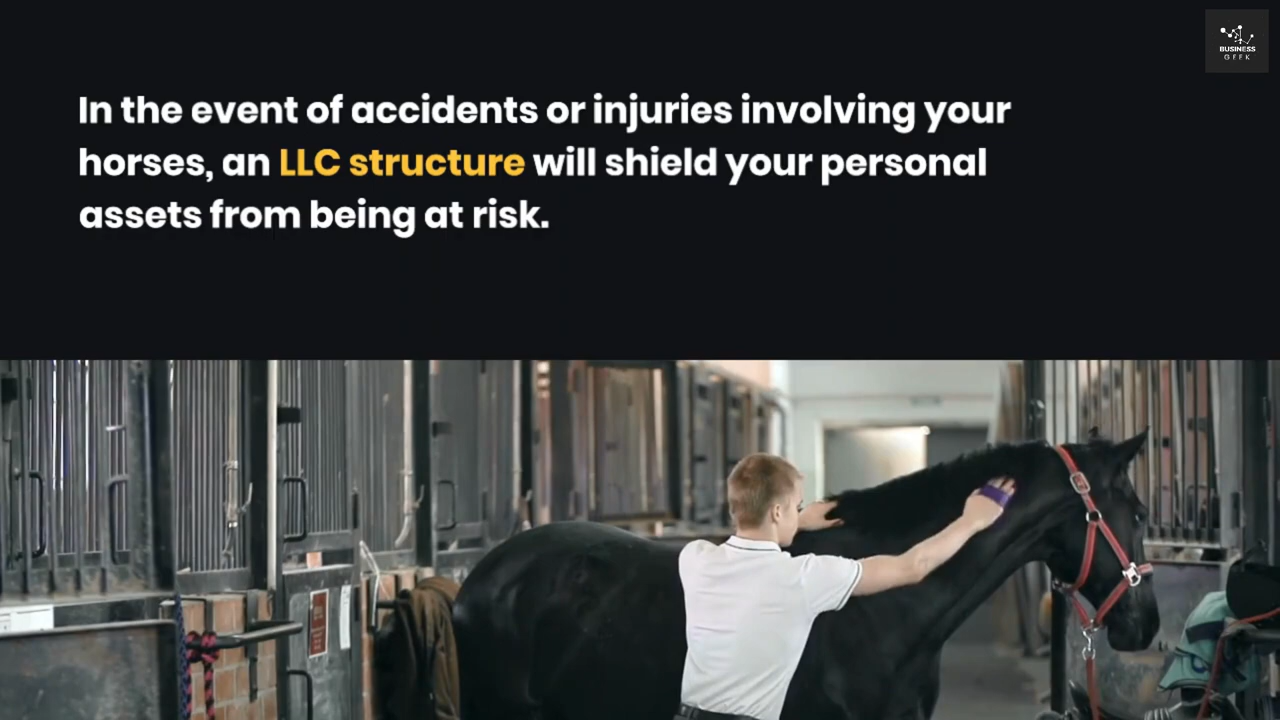 BUSINESS
GEEK
In the event of accidents or injuries involving your
horses, an LLC structure will shield your personal
assets from being at risk.